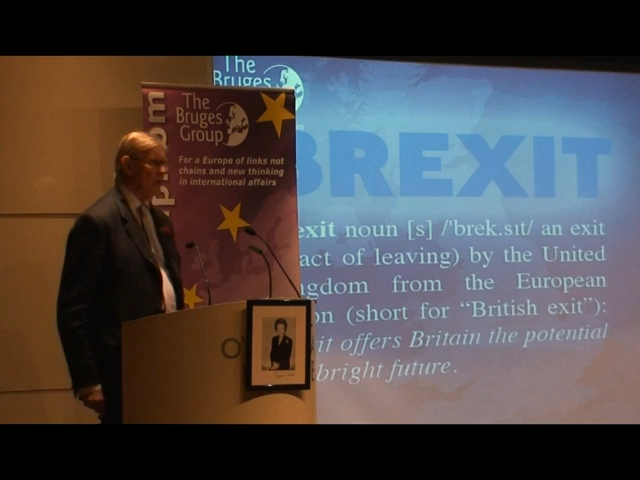 The
Bruges
The
Bruges
Group
For a Europe of links not
chains and new thinking
in international affairs
BREXIT
exit noun [s] /'brek.sɪt/ an exit
act of leaving) by the United
ngdom from the European
on (short for “British exit”):
it offers Britain the potential
bright future.